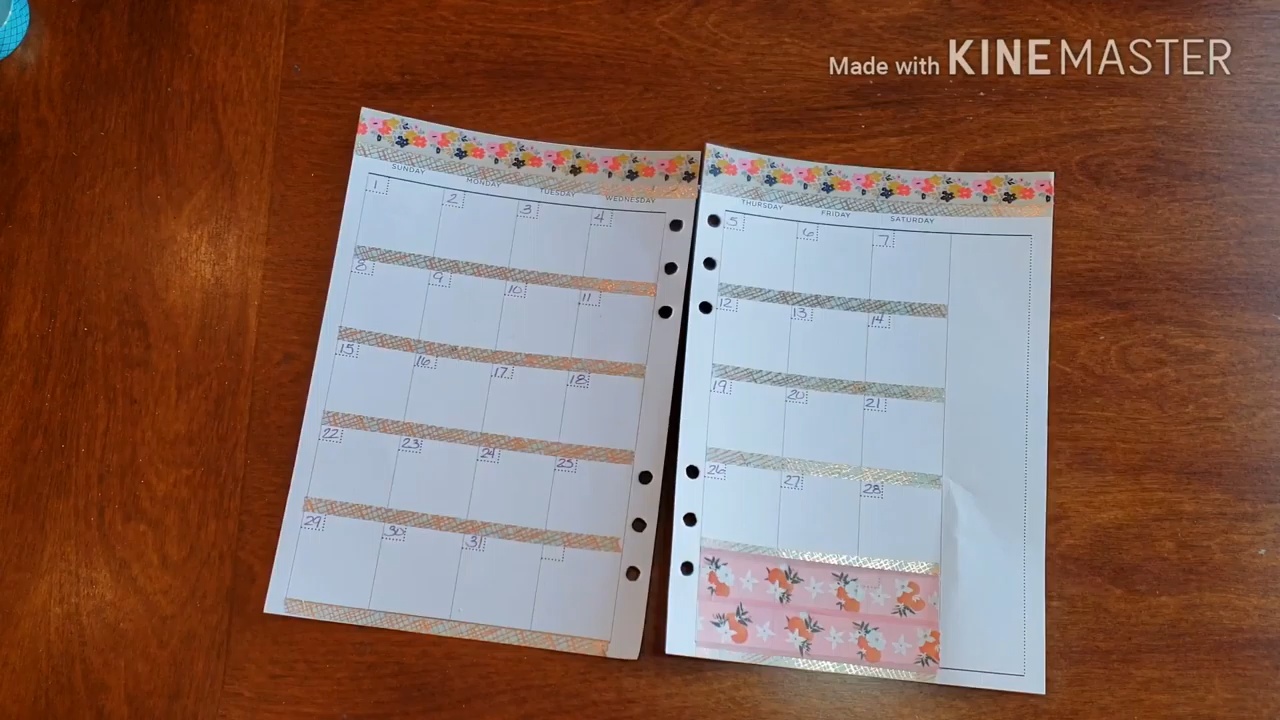 Made with KINEMASTER
SUNDAY MONDAY TUESDAY WEDNESDAY
1 2 3 4
8 9 10 11
15 16 17 18
22 23 24 25
29 30 31
THURSDAY FRIDAY SATURDAY
5 6 7
12 13 14
19 20 21
26 27 28